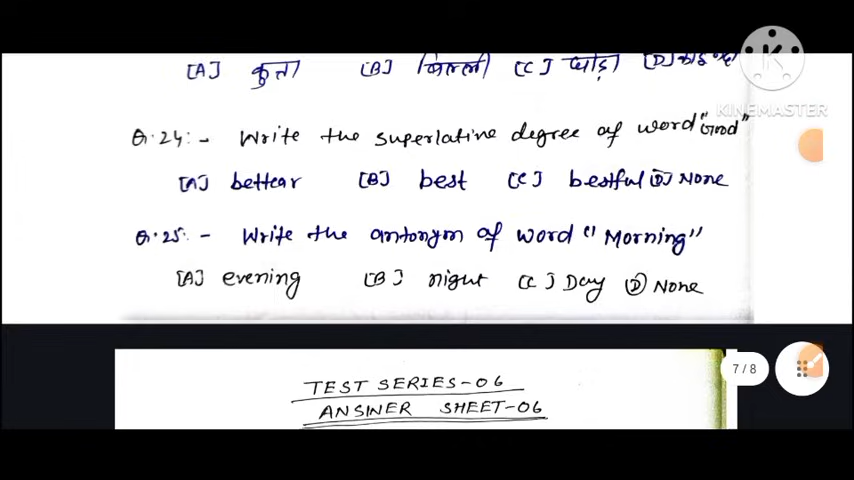 [A] कुत्ता [B] बिल्ली [C] घोड़ा [D]
KINEMASTER
Q.24:- Write the superlative degree of word "Good"
[A] bettear [B] best [C] bestful [D] None
Q.25:- Write the antonym of word "Morning"
[A] evening [B] night [C] Day (D) None
7 / 8
TEST SERIES-06
ANSWER SHEET-06